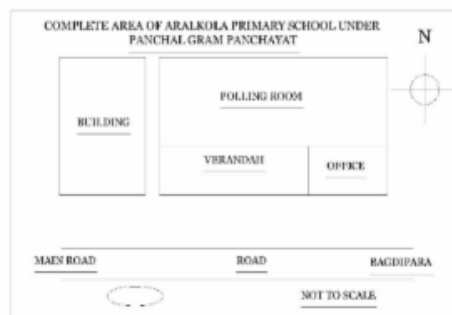 COMPLETE AREA OF ARALKOLA PRIMARY SCHOOL UNDER
PANCHAL GRAM PANCHAYAT
N
POLLING ROOM
BUILDING
VERANDAH
OFFICE
MAIN ROAD
ROAD
BAGDIPARA
NOT TO SCALE